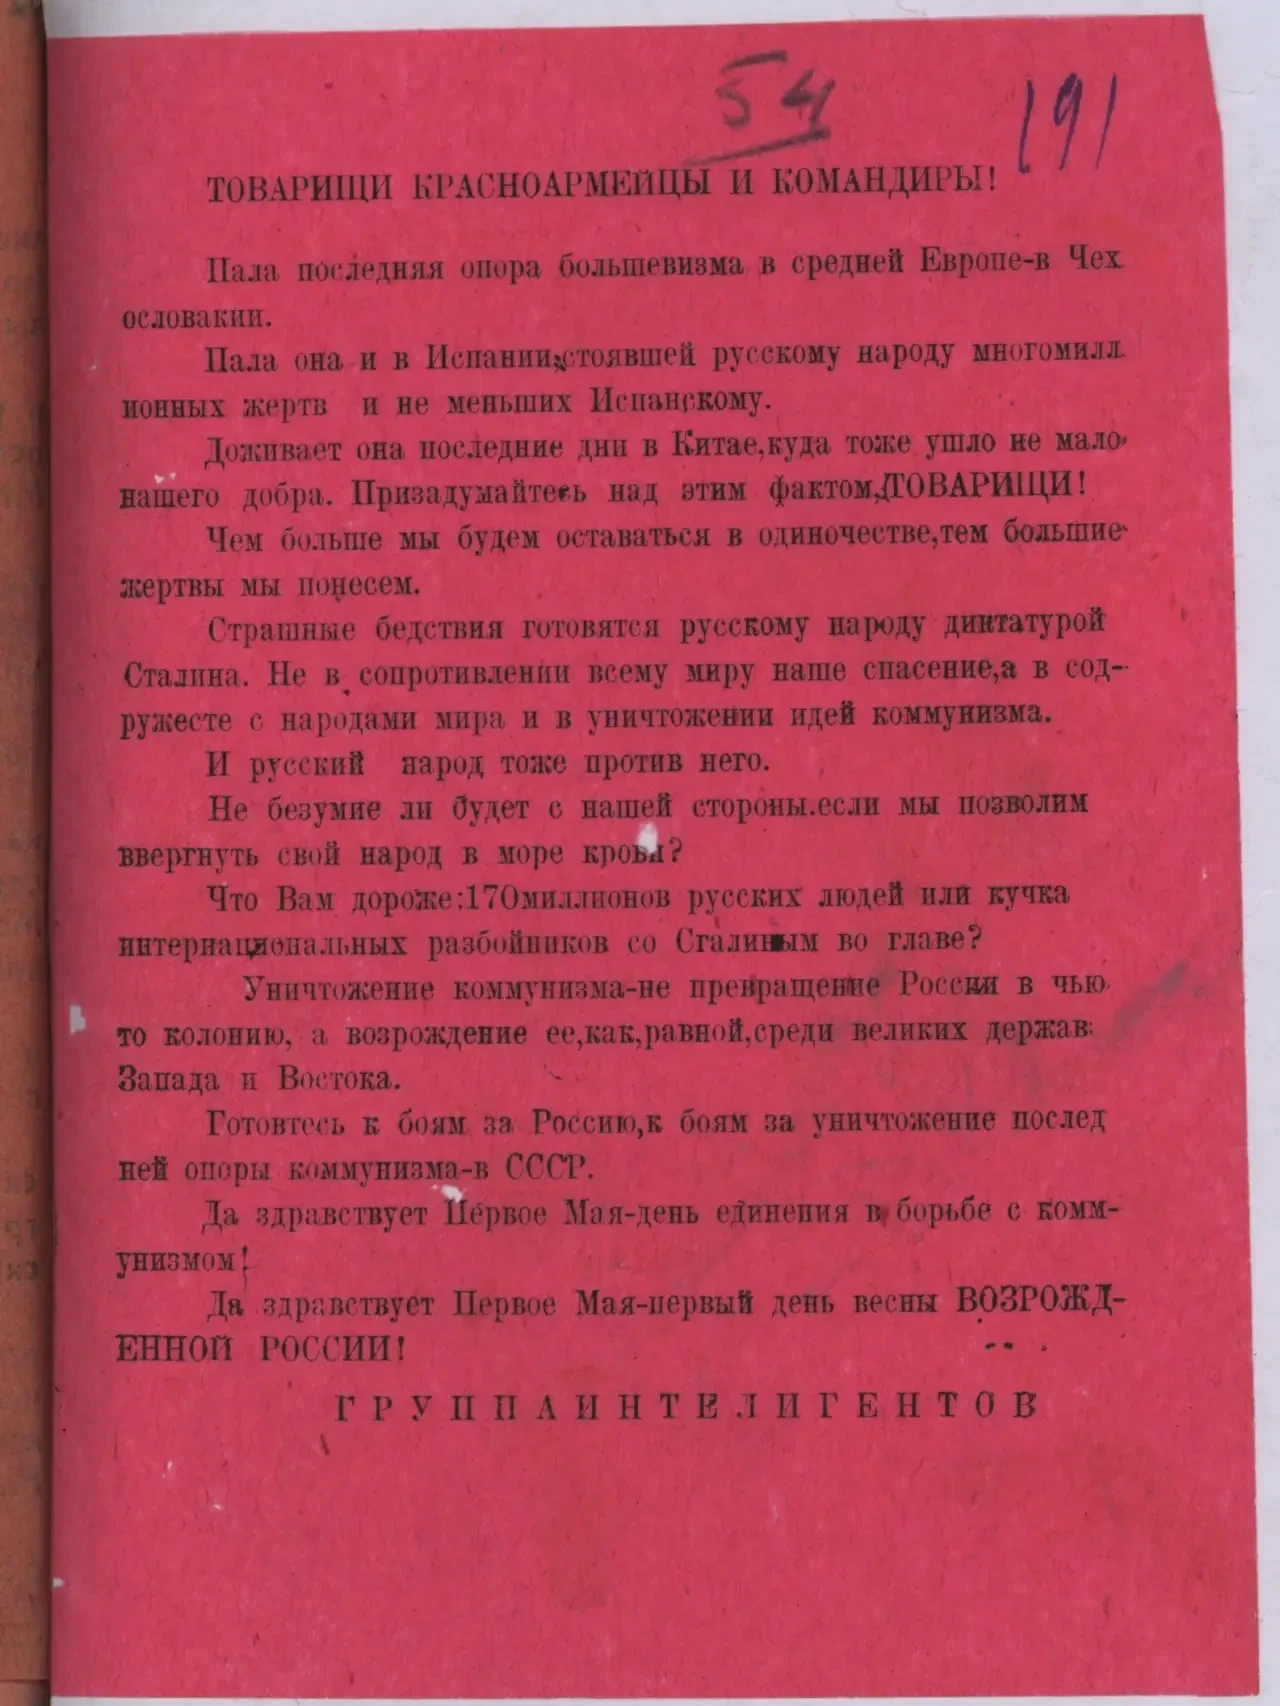 54
191
ТОВАРИЩИ КРАСНОАРМЕЙЦЫ И КОМАНДИРЫ!
Пала последняя опора большевизма в средней Европе-в Чех
ословакии.
Пала она и в Испании,стоявшей русскому народу многомилл
ионных жертв и не меньших Испанскому.
Доживает она последние дни в Китае,куда тоже ушло не мало
нашего добра. Призадумайтесь над этим фактом,ТОВАРИЩИ!
Чем больше мы будем оставаться в одиночестве,тем большие
жертвы мы понесем.
Страшные бедствия готовятся русскому народу диктатурой
Сталина. Не в сопротивлении всему миру наше спасение,а в сод-
ружесте с народами мира и в уничтожении идей коммунизма.
И русский народ тоже против него.
Не безумие ли будет с нашей стороны.если мы позволим
ввергнуть свой народ в море крови?
Что Вам дороже:170миллионов русских людей или кучка
интернациональных разбойников со Сталиным во главе?
Уничтожение коммунизма-не превращение России в чью-
то колонию, а возрождение ее,как,равной,среди великих держав
Запада и Востока.
Готовтесь к боям за Россию,к боям за уничтожение послед
ней опоры коммунизма-в СССР.
Да здравствует Первое Мая-день единения в борьбе с комм-
унизмом!
Да здравствует Первое Мая-первый день весны ВОЗРОЖД-
ЕННОЙ РОССИИ!
Г Р У П П А И Н Т Е Л И Г Е Н Т О В